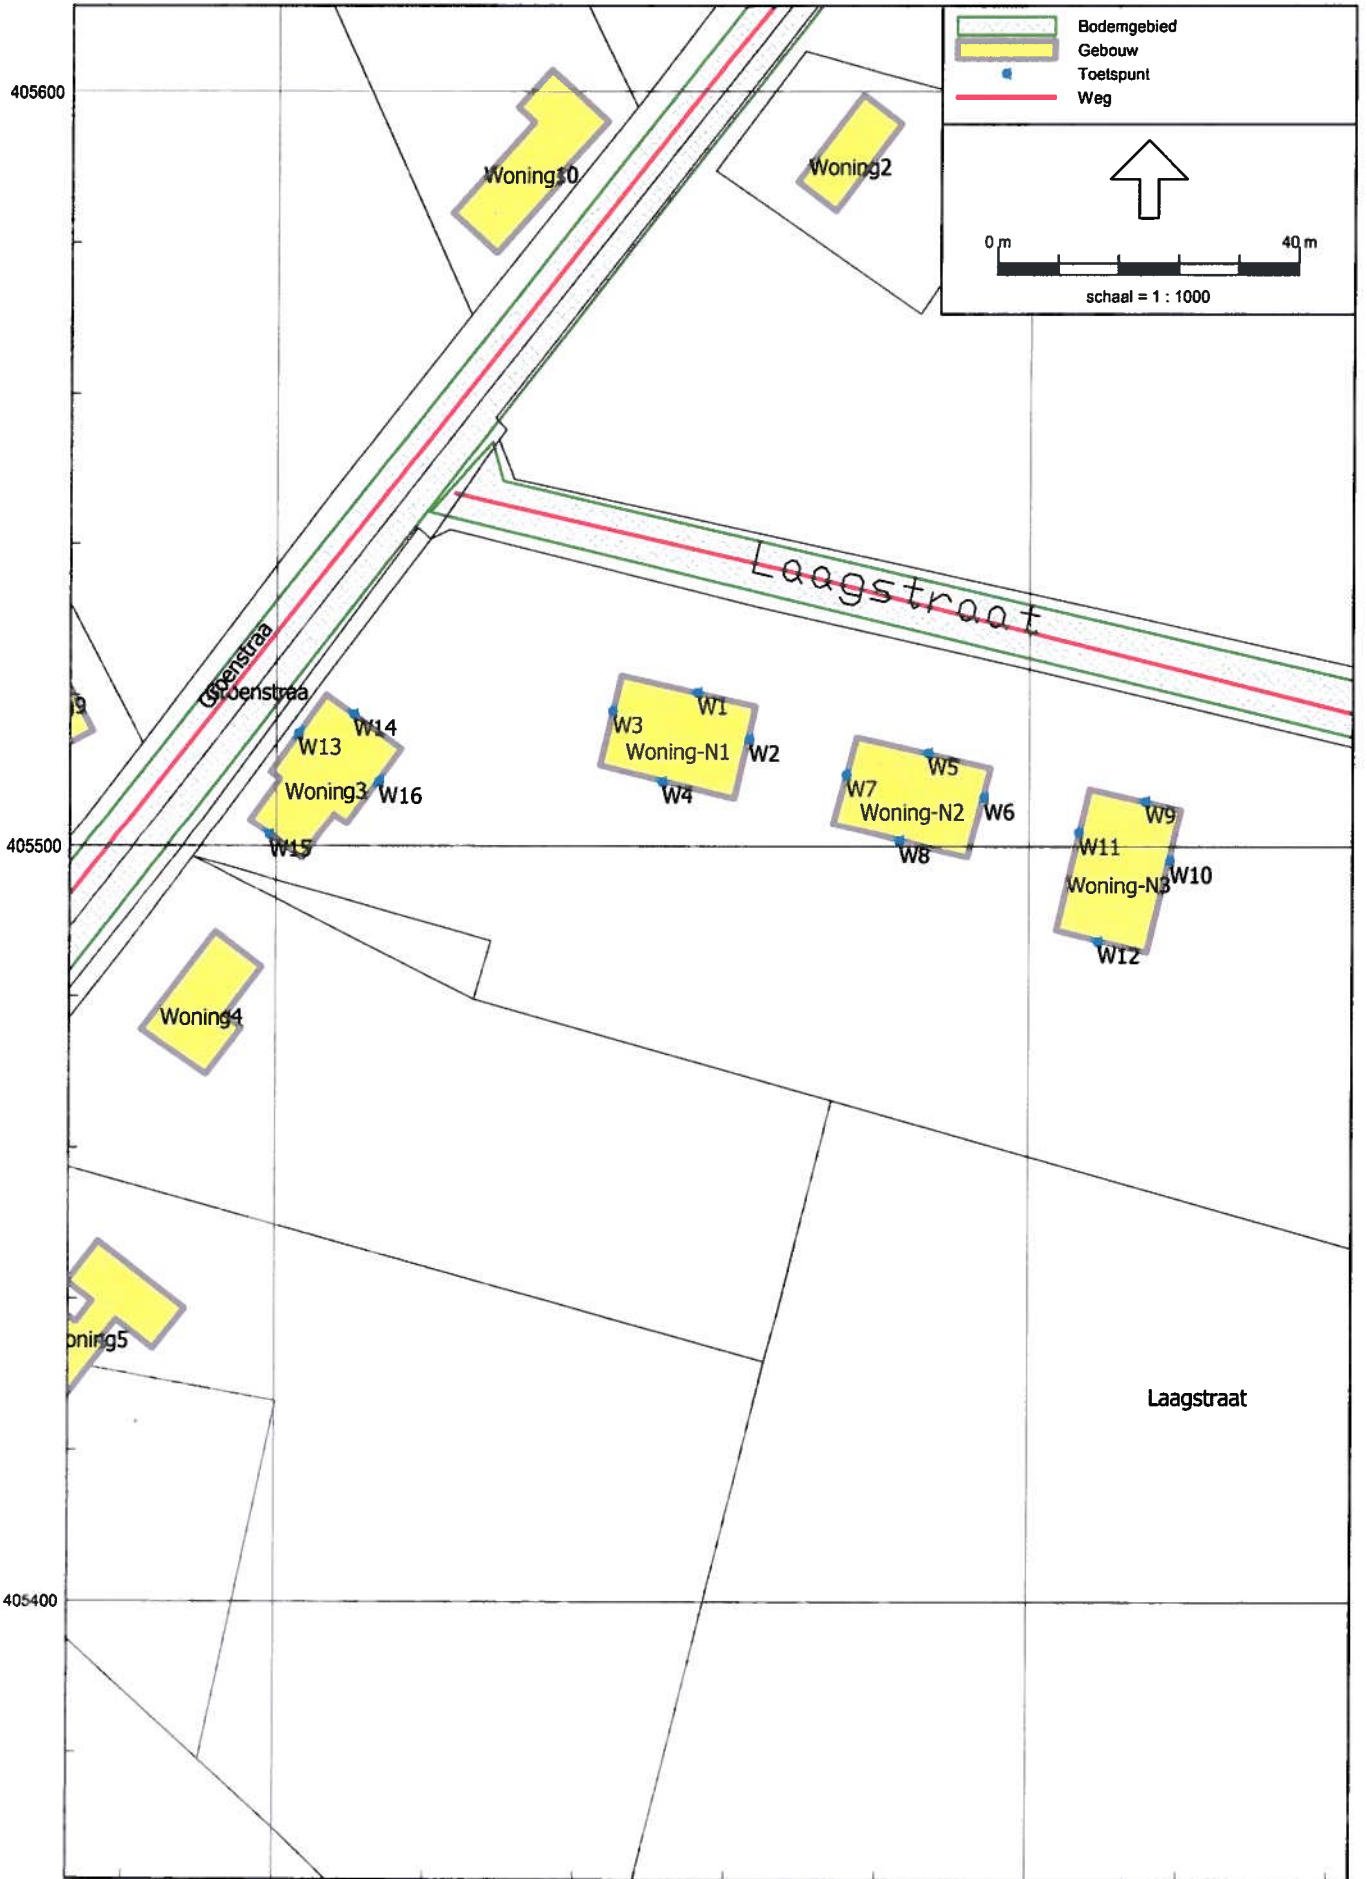 Bodemgebied
Gebouw
Toetspunt
Weg
0 m 40 m
schaal = 1 : 1000
405600
Woning10
Woning2
Laagstraat
Groenstraa
Groenstraa
9
W14
W13
Woning3
W16
W15
W1
W3
W2
Woning-N1
W4
W5
W7
Woning-N2
W6
W8
W9
W11
W10
Woning-N3
W12
405500
Woning4
oning5
Laagstraat
405400